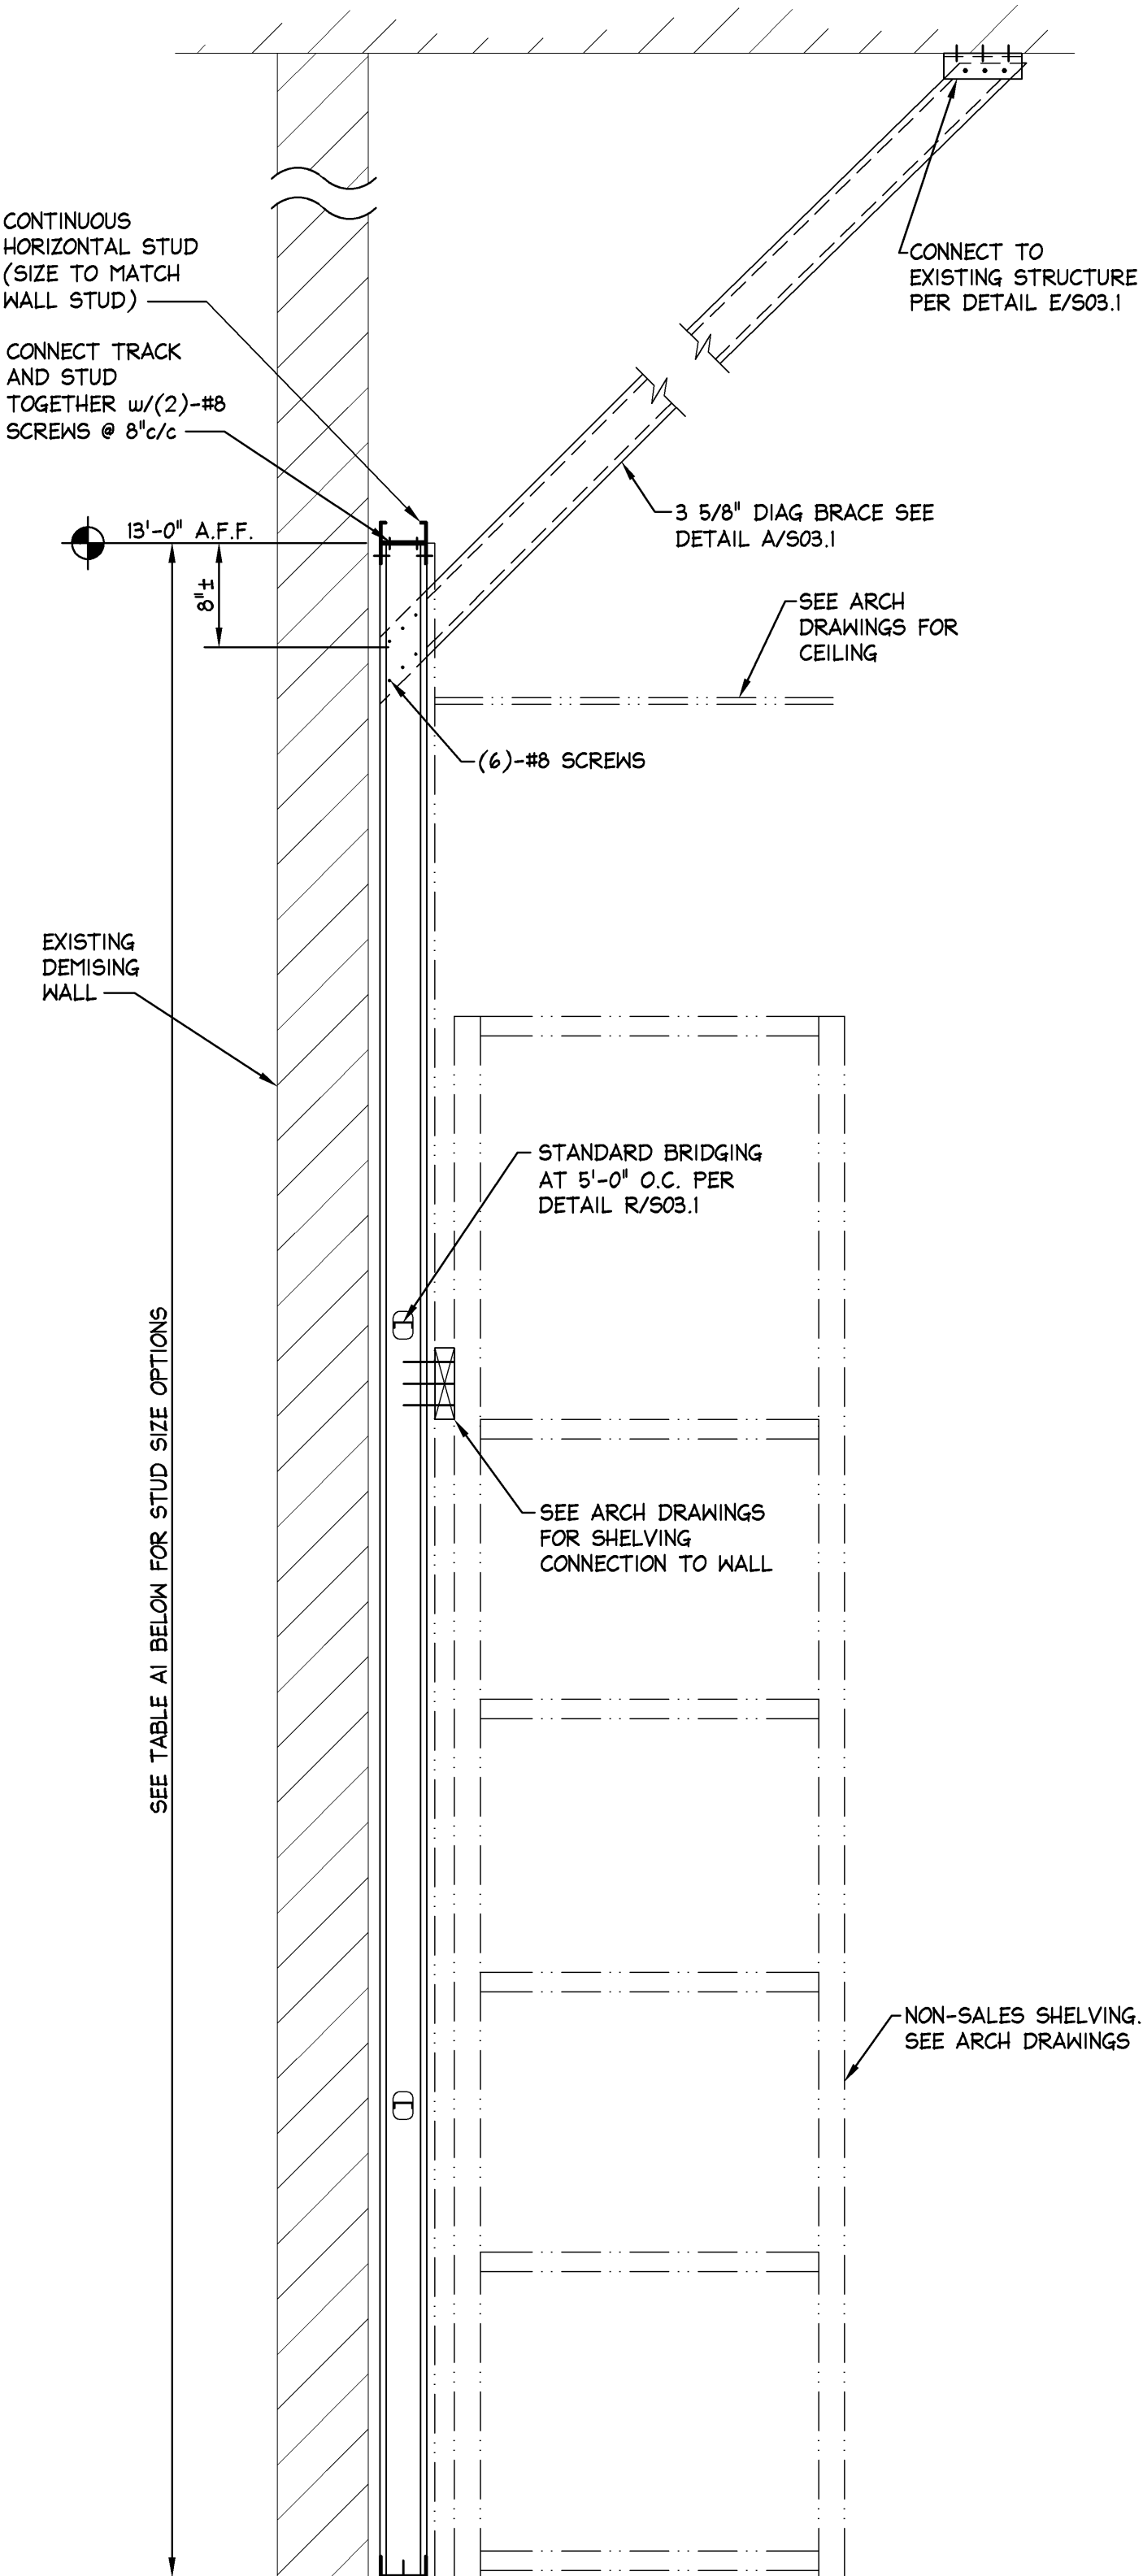 CONTINUOUS
HORIZONTAL STUD
(SIZE TO MATCH
WALL STUD)
CONNECT TO
EXISTING STRUCTURE
PER DETAIL E/S03.1
CONNECT TRACK
AND STUD
TOGETHER w/(2)-#8
SCREWS @ 8"c/c
3 5/8" DIAG BRACE SEE
DETAIL A/S03.1
13'-0" A.F.F.
8"±
SEE ARCH
DRAWINGS FOR
CEILING
(6)-#8 SCREWS
EXISTING
DEMISING
WALL
STANDARD BRIDGING
AT 5'-0" O.C. PER
DETAIL R/S03.1
SEE TABLE A1 BELOW FOR STUD SIZE OPTIONS
SEE ARCH DRAWINGS
FOR SHELVING
CONNECTION TO WALL
NON-SALES SHELVING.
SEE ARCH DRAWINGS